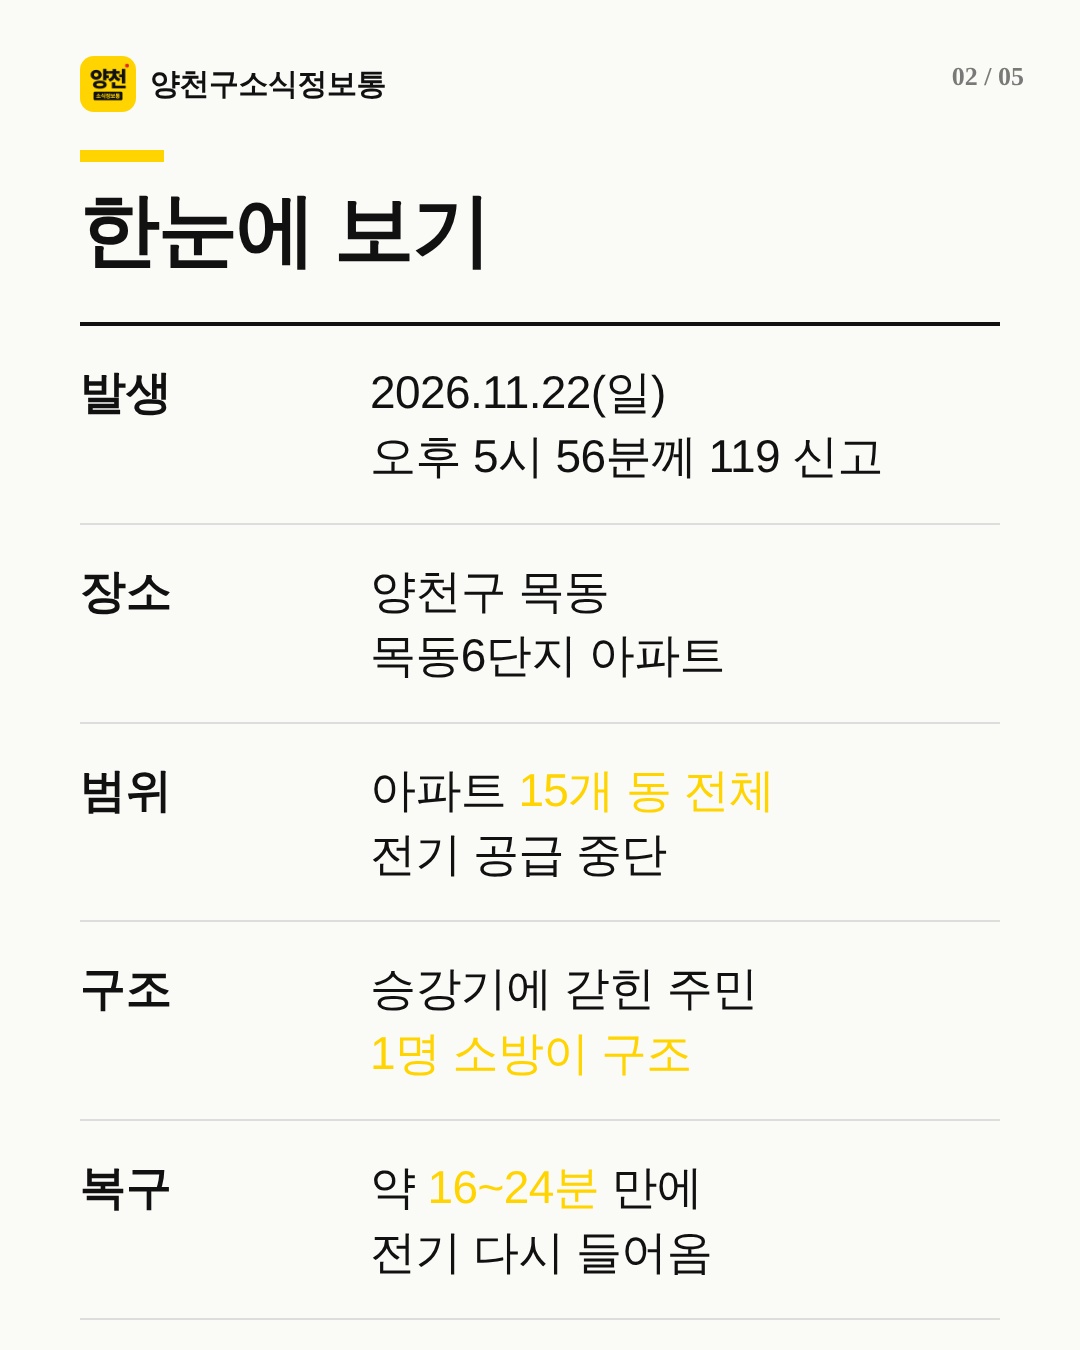 양천
소식정보통
양천구소식정보통
02 / 05
한눈에 보기
발생
2026.11.22(일)
오후 5시 56분께 119 신고
장소
양천구 목동
목동6단지 아파트
범위
아파트 15개 동 전체
전기 공급 중단
구조
승강기에 갇힌 주민
1명 소방이 구조
복구
약 16~24분 만에
전기 다시 들어옴